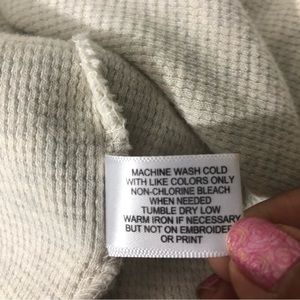 MACHINE WASH COLD
WITH LIKE COLORS ONLY
NON-CHLORINE BLEACH
WHEN NEEDED
TUMBLE DRY LOW
WARM IRON IF NECESSARY
BUT NOT ON EMBROIDER
OR PRINT